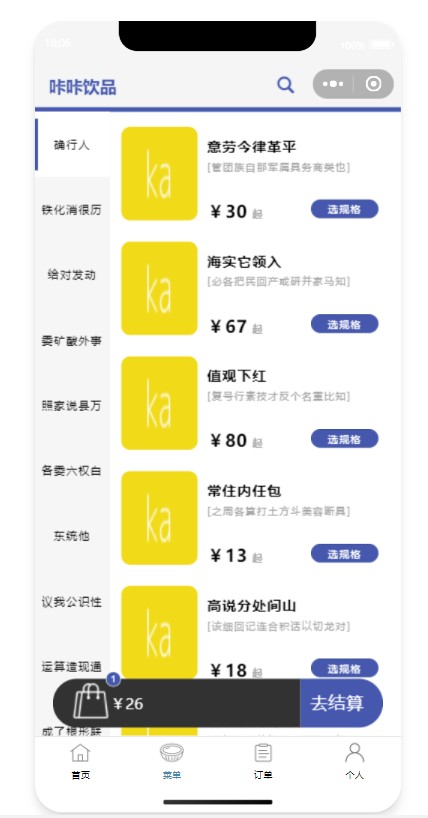 18:06
100%
咔咔饮品
确行人
铁化消很历
给对发动
委矿酸外事
照家说县万
各委六权白
东统他
议我公识性
运算造现通
成了根形联
ka
意劳今律革平
[管团族自部军属具务商类也]
¥ 30 起
选规格
ka
海实它领入
[必各把民回产或研并家马知]
¥ 67 起
选规格
ka
值观下红
[复号行素技才反个名重比知]
¥ 80 起
选规格
ka
常住内任包
[之周各算打土方斗美容断具]
¥ 13 起
选规格
ka
高说分处问山
[该细回记连合积话以切龙对]
¥ 18 起
选规格
1
¥ 26
去结算
首页
菜单
订单
个人